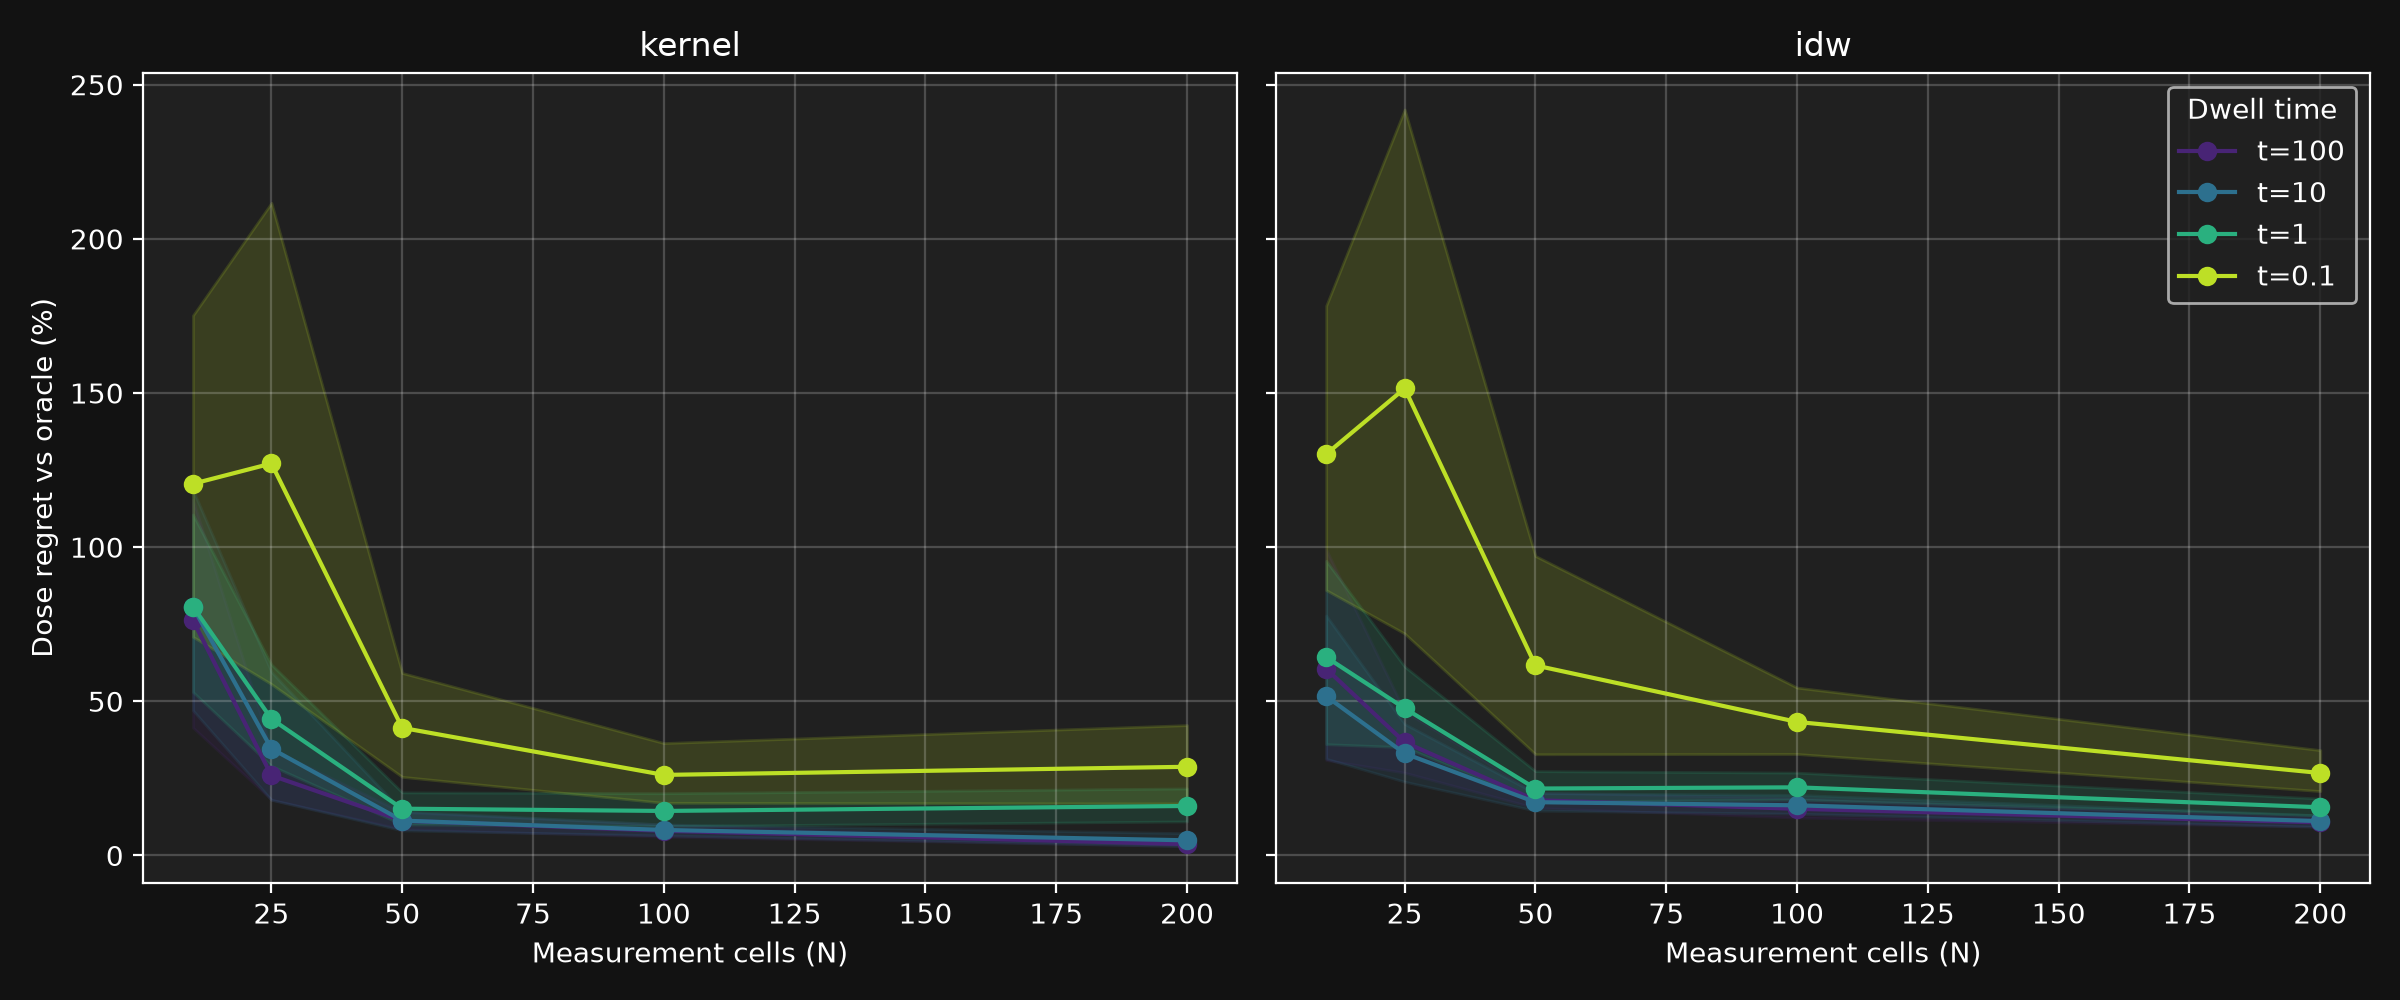 kernel
idw
Dose regret vs oracle (%)
250
200
150
100
50
0
25 50 75 100 125 150 175 200
Measurement cells (N)
25 50 75 100 125 150 175 200
Measurement cells (N)
Dwell time
t=100
t=10
t=1
t=0.1